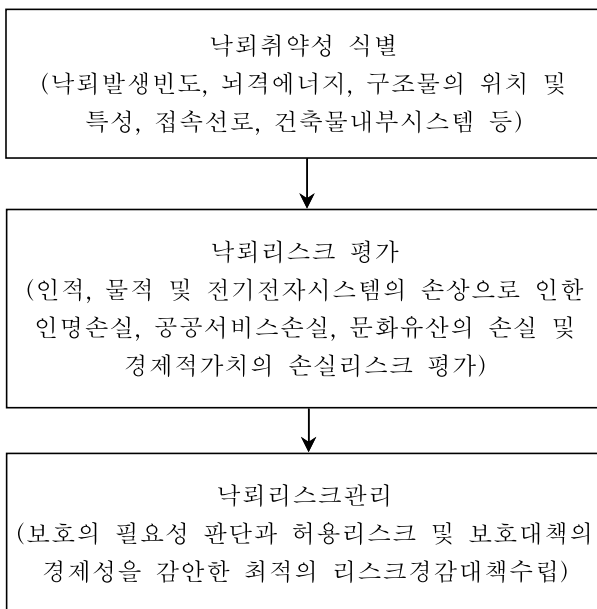 낙뢰취약성 식별
(낙뢰발생빈도, 뇌격에너지, 구조물의 위치 및
특성, 접속선로, 건축물내부시스템 등)
낙뢰리스크 평가
(인적, 물적 및 전기전자시스템의 손상으로 인한
인명손실, 공공서비스손실, 문화유산의 손실 및
경제적가치의 손실리스크 평가)
낙뢰리스크관리
(보호의 필요성 판단과 허용리스크 및 보호대책의
경제성을 감안한 최적의 리스크경감대책수립)